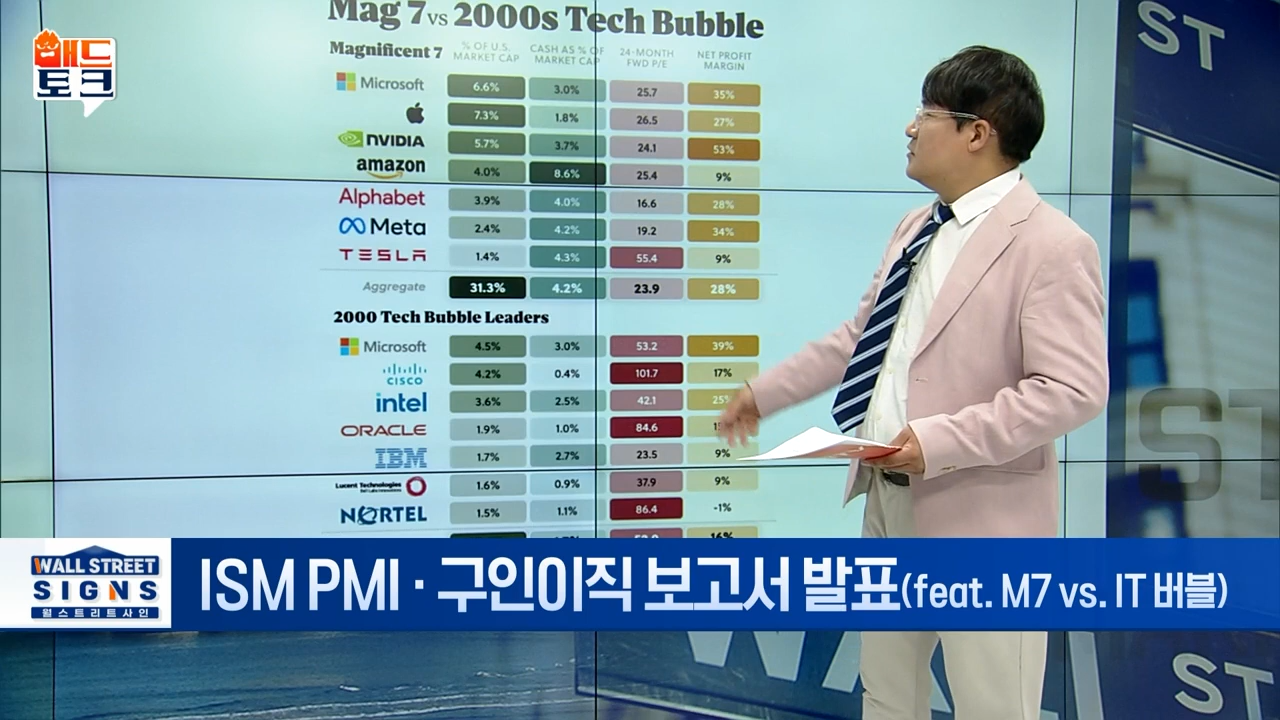 매드
토크
Mag 7 vs 2000s Tech Bubble
Magnificent 7 % OF U.S. MARKET CAP CASH AS % OF MARKET CAP 24-MONTH FWD P/E NET PROFIT MARGIN
Microsoft 6.6% 3.0% 25.7 35%
7.3% 1.8% 26.5 27%
NVIDIA 5.7% 3.7% 24.1 53%
amazon 4.0% 8.6% 25.4 9%
Alphabet 3.9% 4.0% 16.6 28%
Meta 2.4% 4.2% 19.2 34%
TESLA 1.4% 4.3% 55.4 9%
Aggregate 31.3% 4.2% 23.9 28%
2000 Tech Bubble Leaders
Microsoft 4.5% 3.0% 53.2 39%
CISCO 4.2% 0.4% 101.7 17%
intel 3.6% 2.5% 42.1 25%
ORACLE 1.9% 1.0% 84.6
IBM 1.7% 2.7% 23.5 9%
Lucent Technologies 1.6% 0.9% 37.9 9%
NORTEL 1.5% 1.1% 86.4 -1%
16%
ST
ST
WALL STREET
SIGNS
월스트리트사인
ISM PMI · 구인이직 보고서 발표(feat. M7 vs. IT 버블)
WALL
ST